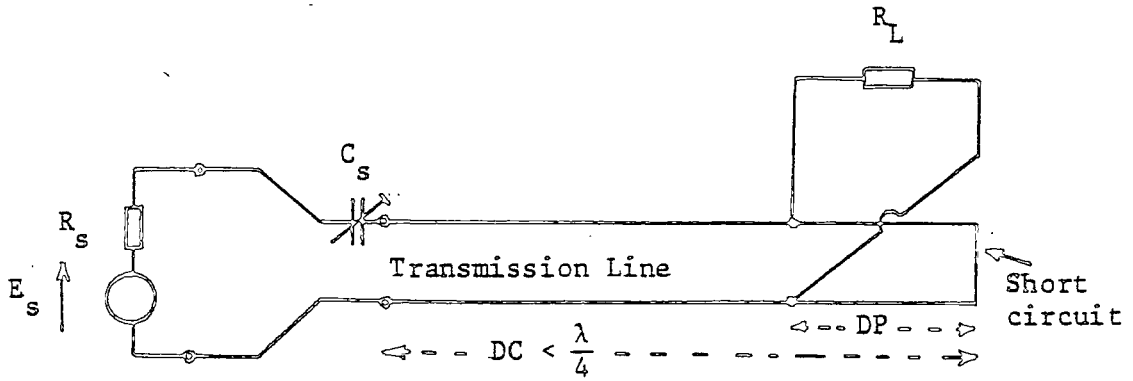 R_L
C_s
R_s
E_s
Transmission Line
Short
circuit
DP
DC < λ/4